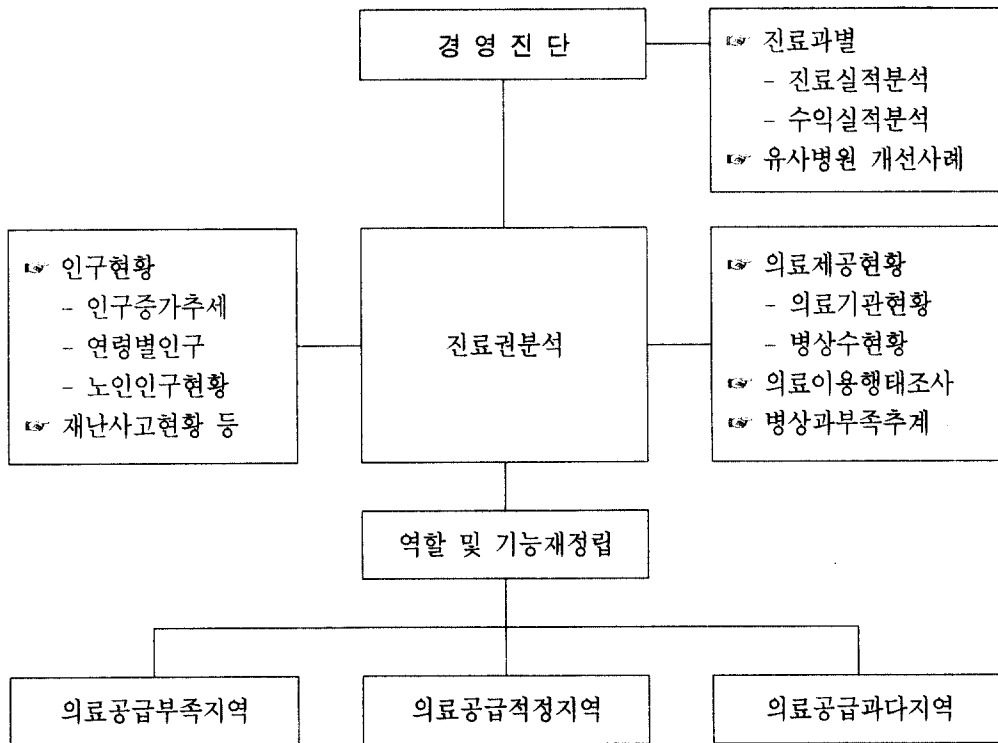 경 영 진 단
☞ 진료과별
- 진료실적분석
- 수익실적분석
☞ 유사병원 개선사례
☞ 인구현황
- 인구증가추세
- 연령별인구
- 노인인구현황
☞ 재난사고현황 등
진료권분석
☞ 의료제공현황
- 의료기관현황
- 병상수현황
☞ 의료이용행태조사
☞ 병상과부족추계
역할 및 기능재정립
의료공급부족지역
의료공급적정지역
의료공급과다지역